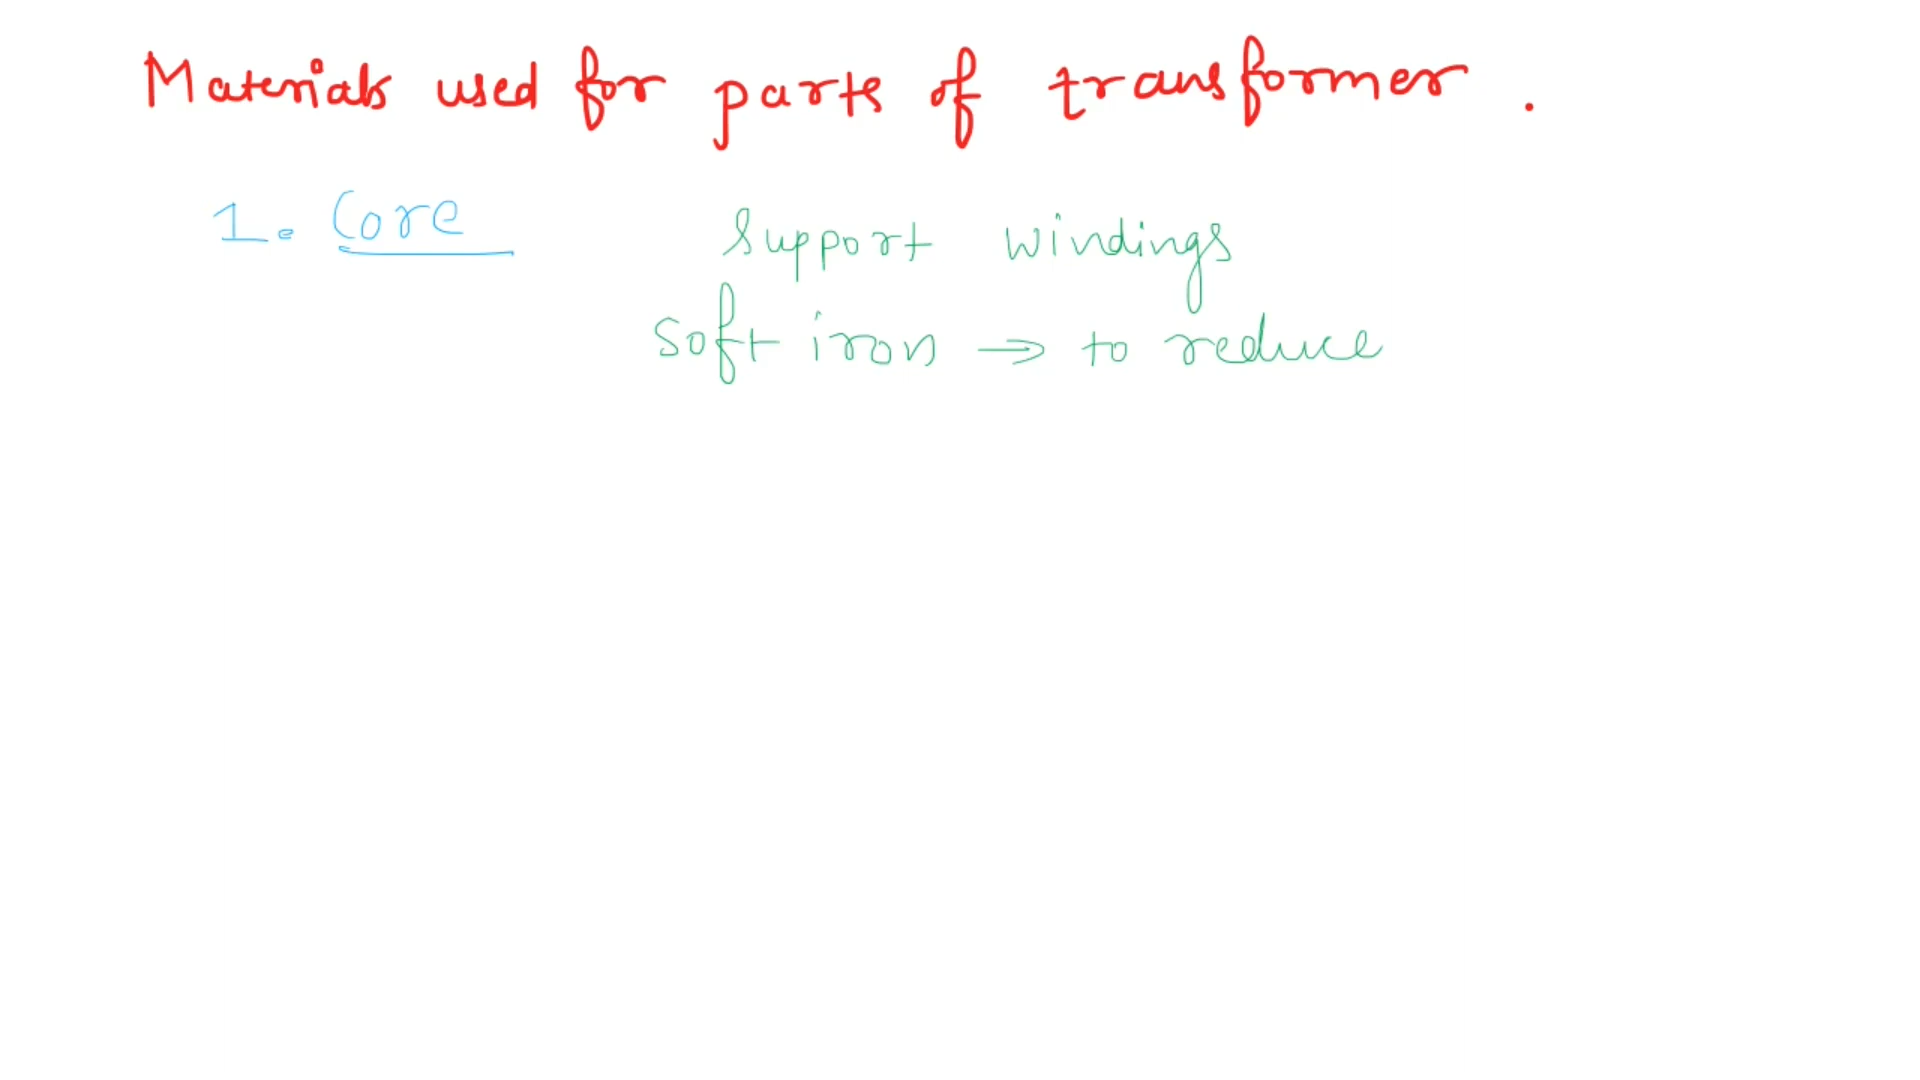 Materials used for parts of transformer .
1. Core
Support windings
Soft iron → to reduce